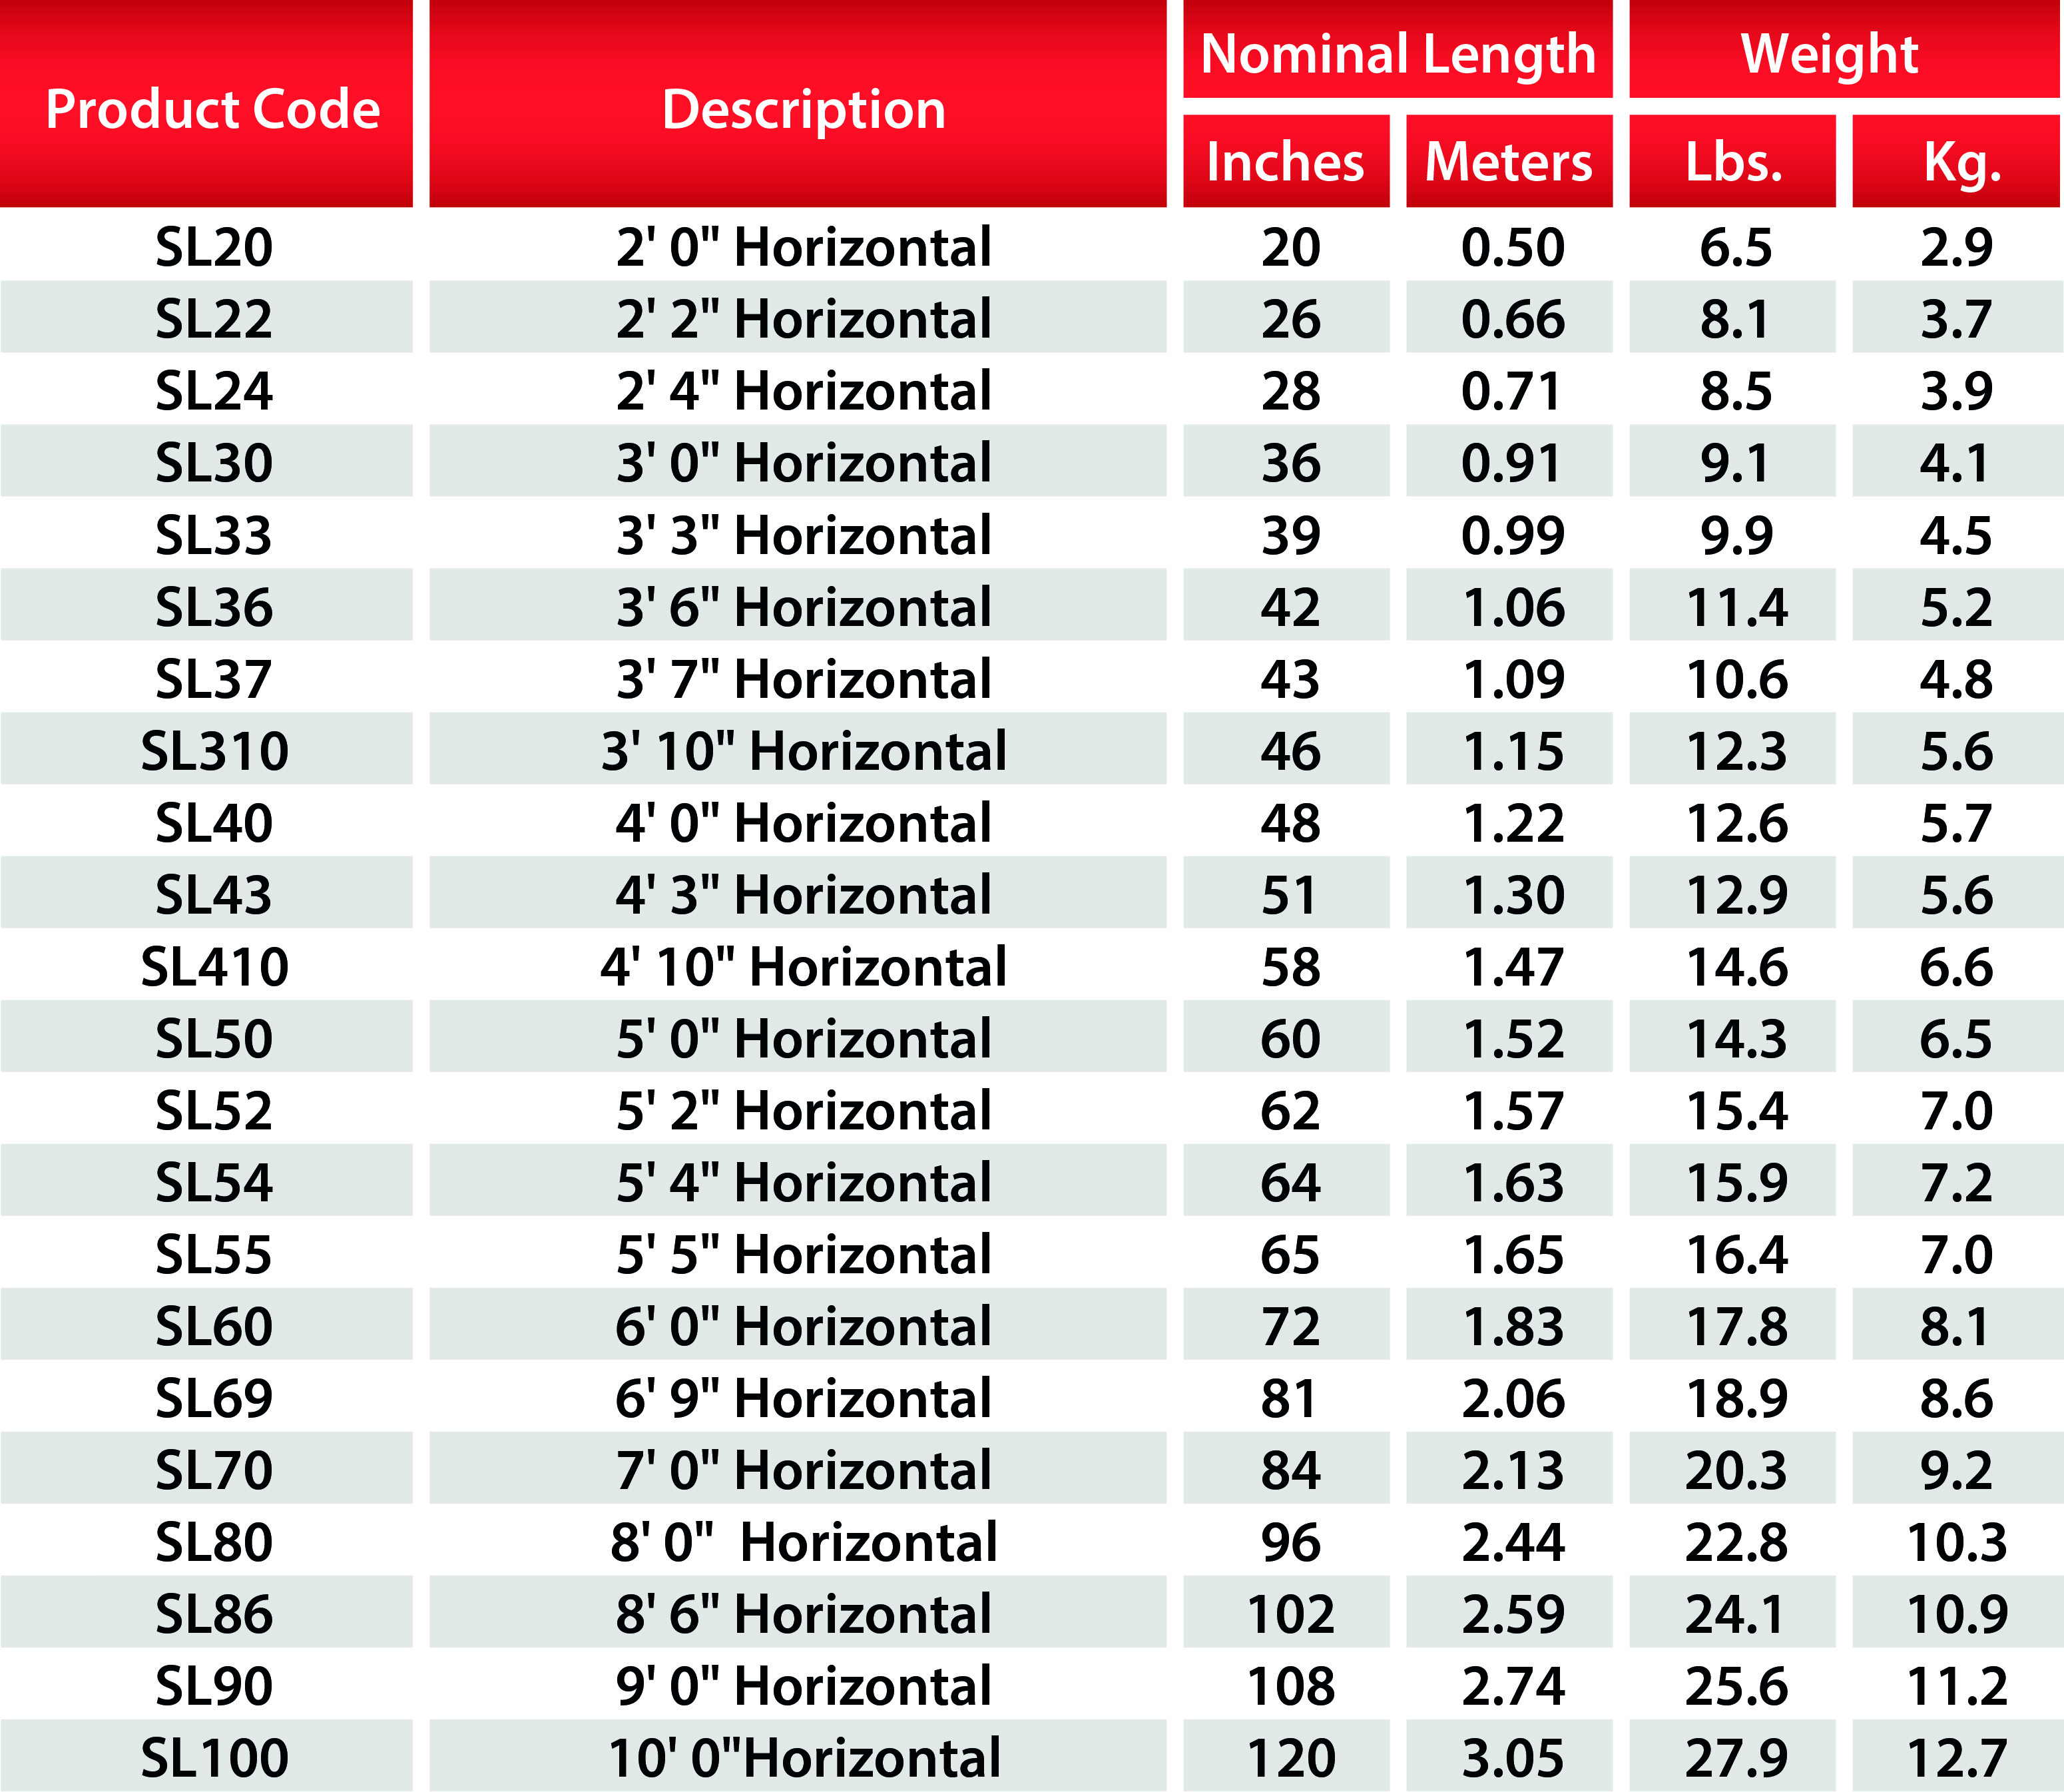 Product Code Description Nominal Length Weight
Inches Meters Lbs. Kg.
SL20 2' 0" Horizontal 20 0.50 6.5 2.9
SL22 2' 2" Horizontal 26 0.66 8.1 3.7
SL24 2' 4" Horizontal 28 0.71 8.5 3.9
SL30 3' 0" Horizontal 36 0.91 9.1 4.1
SL33 3' 3" Horizontal 39 0.99 9.9 4.5
SL36 3' 6" Horizontal 42 1.06 11.4 5.2
SL37 3' 7" Horizontal 43 1.09 10.6 4.8
SL310 3' 10" Horizontal 46 1.15 12.3 5.6
SL40 4' 0" Horizontal 48 1.22 12.6 5.7
SL43 4' 3" Horizontal 51 1.30 12.9 5.6
SL410 4' 10" Horizontal 58 1.47 14.6 6.6
SL50 5' 0" Horizontal 60 1.52 14.3 6.5
SL52 5' 2" Horizontal 62 1.57 15.4 7.0
SL54 5' 4" Horizontal 64 1.63 15.9 7.2
SL55 5' 5" Horizontal 65 1.65 16.4 7.0
SL60 6' 0" Horizontal 72 1.83 17.8 8.1
SL69 6' 9" Horizontal 81 2.06 18.9 8.6
SL70 7' 0" Horizontal 84 2.13 20.3 9.2
SL80 8' 0" Horizontal 96 2.44 22.8 10.3
SL86 8' 6" Horizontal 102 2.59 24.1 10.9
SL90 9' 0" Horizontal 108 2.74 25.6 11.2
SL100 10' 0"Horizontal 120 3.05 27.9 12.7